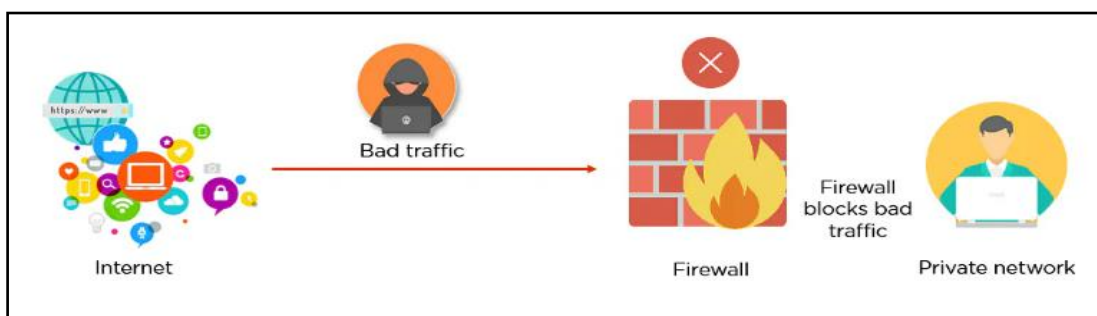 https://www
Bad traffic
Internet
Firewall
Firewall
blocks bad
traffic
Private network